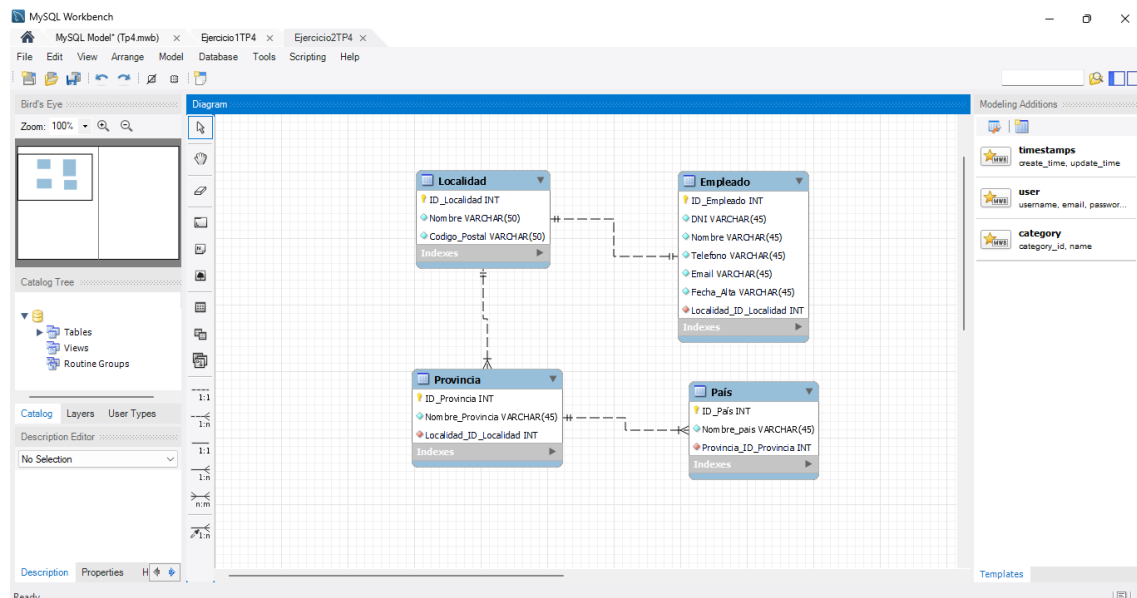 MySQL Workbench
MySQL Model* (Tp4.mwb) × Ejercicio1TP4 × Ejercicio2TP4 ×
File Edit View Arrange Model Database Tools Scripting Help
Bird's Eye
Zoom: 100%
Catalog Tree
Tables
Views
Routine Groups
Catalog Layers User Types
Description Editor
No Selection
Description Properties H
Ready
Diagram
1:1
1:n
1:1
1:n
n:m
1:n
Localidad
ID_Localidad INT
Nombre VARCHAR(50)
Codigo_Postal VARCHAR(50)
Indexes
Empleado
ID_Empleado INT
DNI VARCHAR(45)
Nombre VARCHAR(45)
Telefono VARCHAR(45)
Email VARCHAR(45)
Fecha_Alta VARCHAR(45)
Localidad_ID_Localidad INT
Indexes
Provincia
ID_Provincia INT
Nombre_Provincia VARCHAR(45)
Localidad_ID_Localidad INT
Indexes
País
ID_País INT
Nombre_pais VARCHAR(45)
Provincia_ID_Provincia INT
Indexes
Modeling Additions
timestamps
create_time, update_time
user
username, email, passwor...
category
category_id, name
Templates